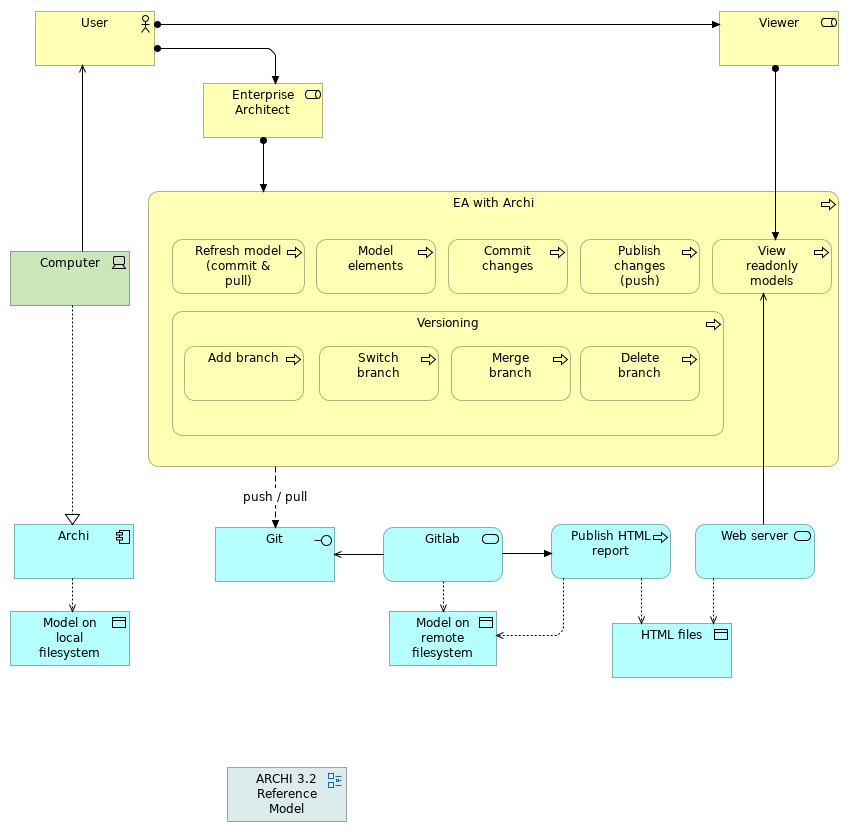 User
Viewer
Enterprise
Architect
EA with Archi
Refresh model
(commit &
pull)
Model
elements
Commit
changes
Publish
changes
(push)
View
readonly
models
Computer
Versioning
Add branch
Switch
branch
Merge
branch
Delete
branch
push / pull
Archi
Git
Gitlab
Publish HTML
report
Web server
Model on
local
filesystem
Model on
remote
filesystem
HTML files
ARCHI 3.2
Reference
Model